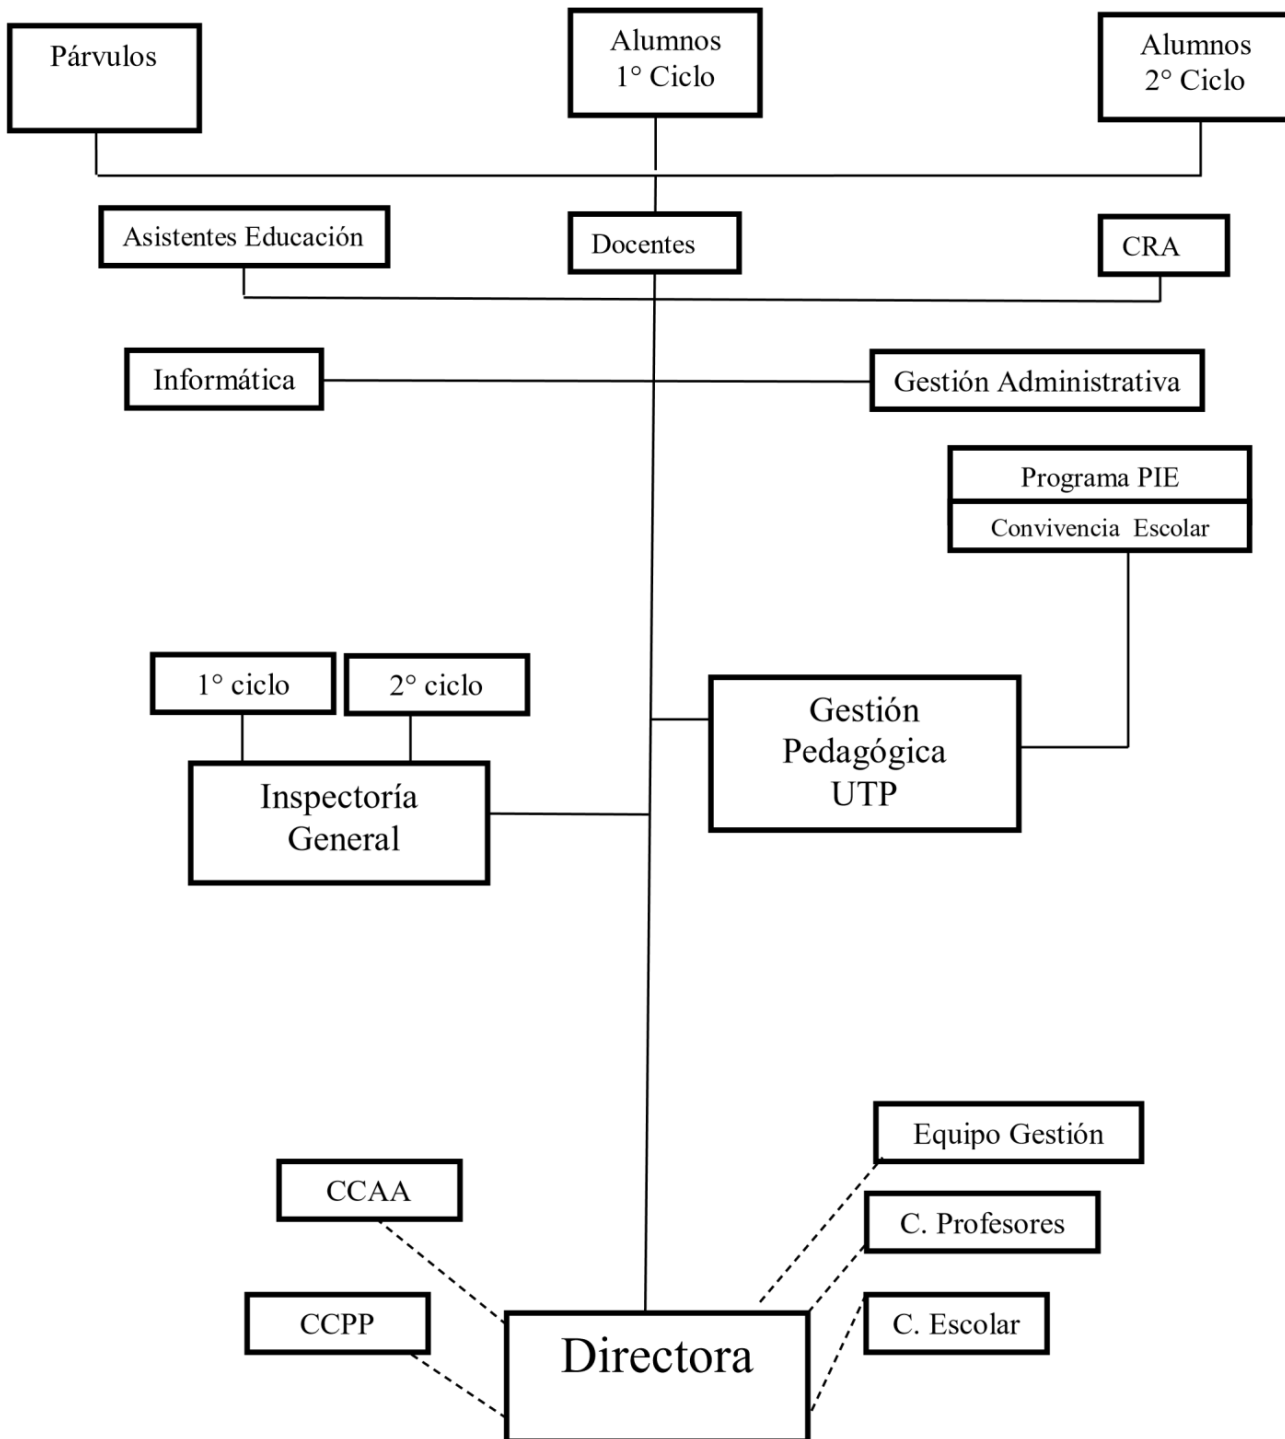 Párvulos
Alumnos
1° Ciclo
Alumnos
2° Ciclo
Asistentes Educación
Docentes
CRA
Informática
Gestión Administrativa
Programa PIE
Convivencia Escolar
1° ciclo
2° ciclo
Gestión
Pedagógica
UTP
Inspectoría
General
Equipo Gestión
CCAA
C. Profesores
CCPP
C. Escolar
Directora